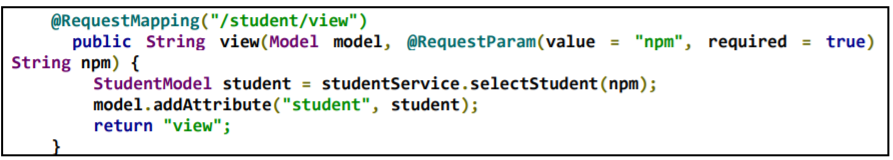 @RequestMapping("/student/view")
public String view(Model model, @RequestParam(value = "npm", required = true)
String npm) {
StudentModel student = studentService.selectStudent(npm);
model.addAttribute("student", student);
return "view";
}